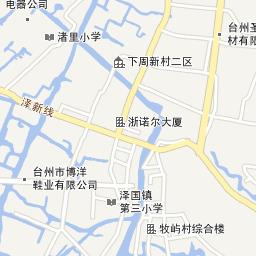 电器公司
渚里小学
台州圣
材有限
下周新村二区
泽新线
浙诺尔大厦
台州市博洋
鞋业有限公司
泽国镇
第三小学
牧屿村综合楼